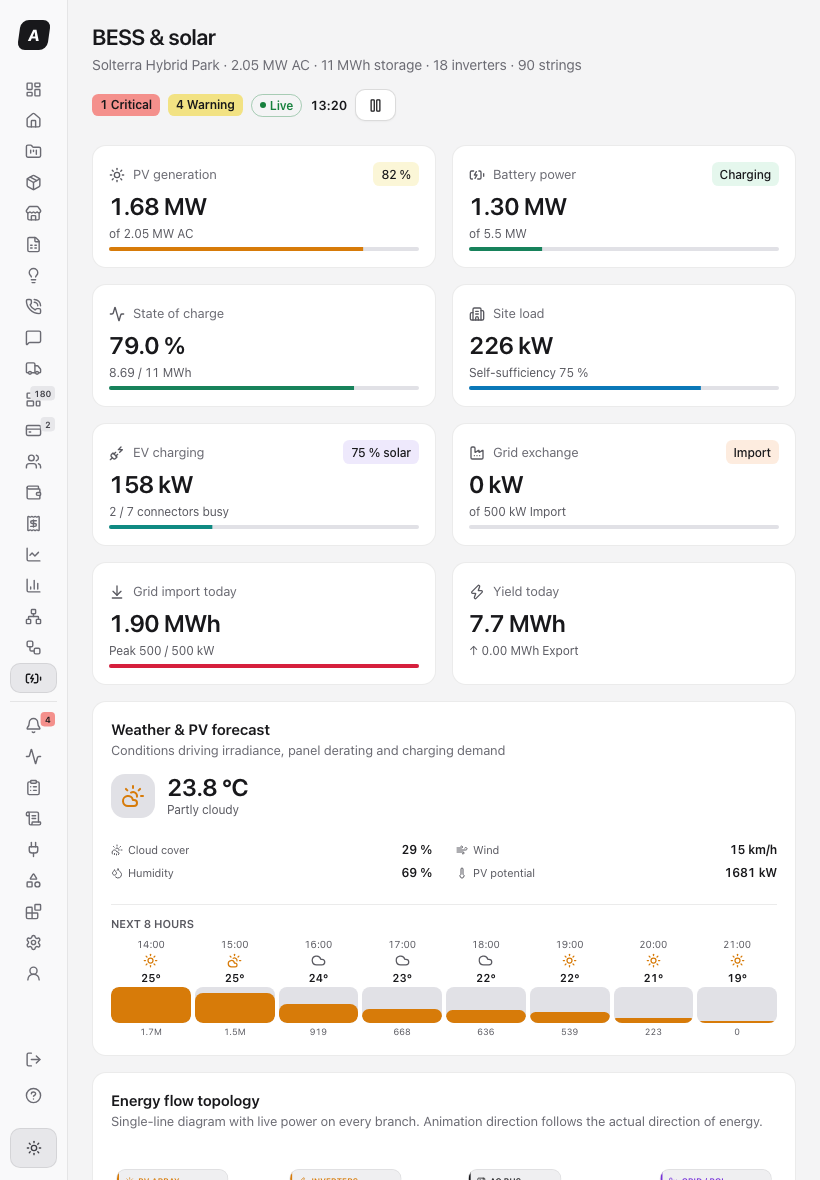 A
BESS & solar
Solterra Hybrid Park · 2.05 MW AC · 11 MWh storage · 18 inverters · 90 strings
1 Critical
4 Warning
Live
13:20
PV generation
82 %
1.68 MW
of 2.05 MW AC
Battery power
Charging
1.30 MW
of 5.5 MW
State of charge
79.0 %
8.69 / 11 MWh
Site load
226 kW
Self-sufficiency 75 %
180
2
EV charging
75 % solar
158 kW
2 / 7 connectors busy
Grid exchange
Import
0 kW
of 500 kW Import
Grid import today
1.90 MWh
Peak 500 / 500 kW
Yield today
7.7 MWh
↑ 0.00 MWh Export
4
Weather & PV forecast
Conditions driving irradiance, panel derating and charging demand
23.8 °C
Partly cloudy
Cloud cover 29 %
Wind 15 km/h
Humidity 69 %
PV potential 1681 kW
NEXT 8 HOURS
14:00 15:00 16:00 17:00 18:00 19:00 20:00 21:00
25° 25° 24° 23° 22° 22° 21° 19°
1.7M 1.5M 919 668 636 539 223 0
Energy flow topology
Single-line diagram with live power on every branch. Animation direction follows the actual direction of energy.